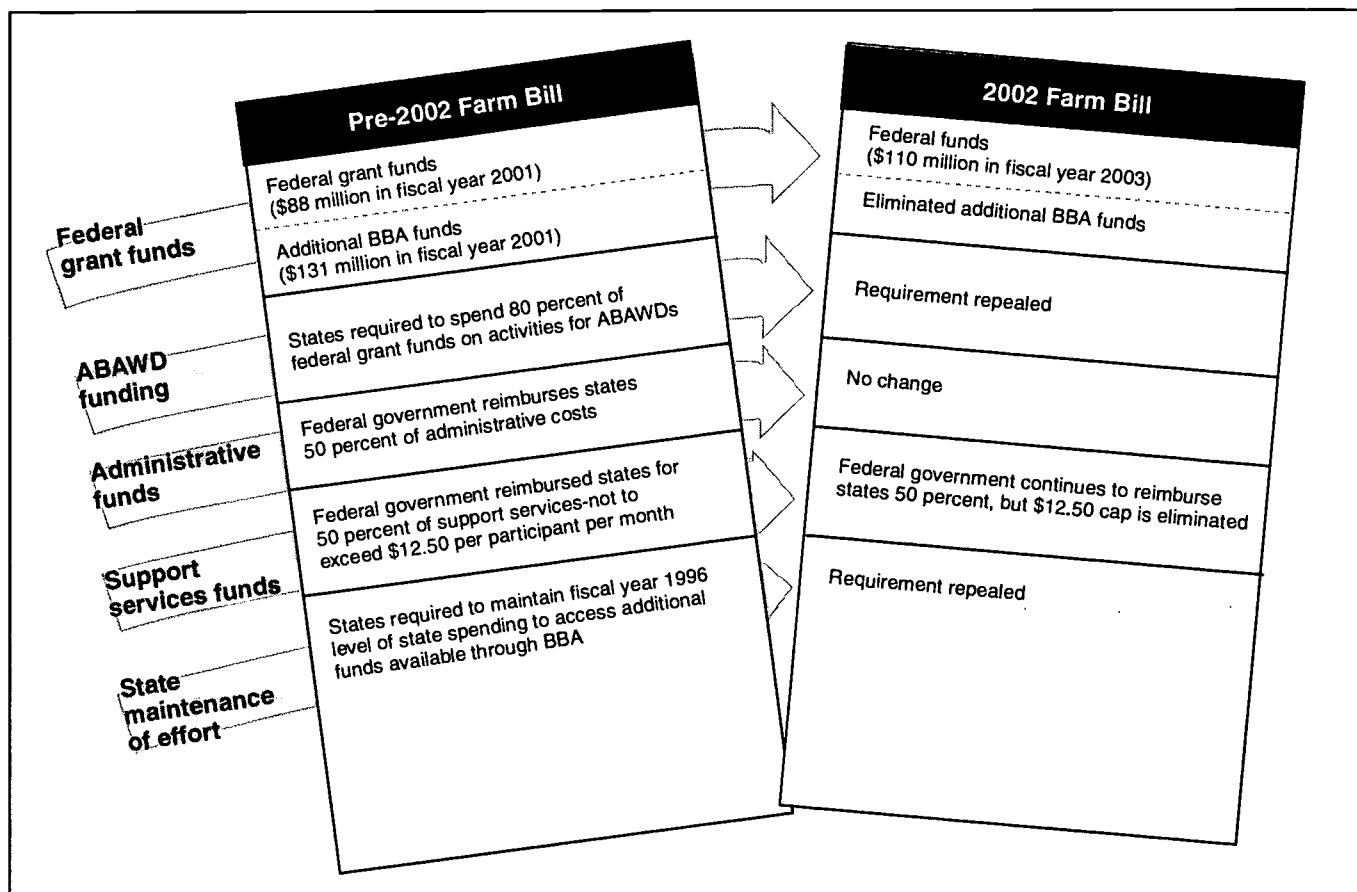 Pre-2002 Farm Bill
Federal grant funds
($88 million in fiscal year 2001)
Additional BBA funds
($131 million in fiscal year 2001)
States required to spend 80 percent of
federal grant funds on activities for ABAWDs
Federal government reimburses states
50 percent of administrative costs
Federal government reimbursed states for
50 percent of support services-not to
exceed $12.50 per participant per month
States required to maintain fiscal year 1996
level of state spending to access additional
funds available through BBA
2002 Farm Bill
Federal funds
($110 million in fiscal year 2003)
Eliminated additional BBA funds
Requirement repealed
No change
Federal government continues to reimburse
states 50 percent, but $12.50 cap is eliminated
Requirement repealed
Federal
grant funds
ABAWD
funding
Administrative
funds
Support
services funds
State
maintenance
of effort